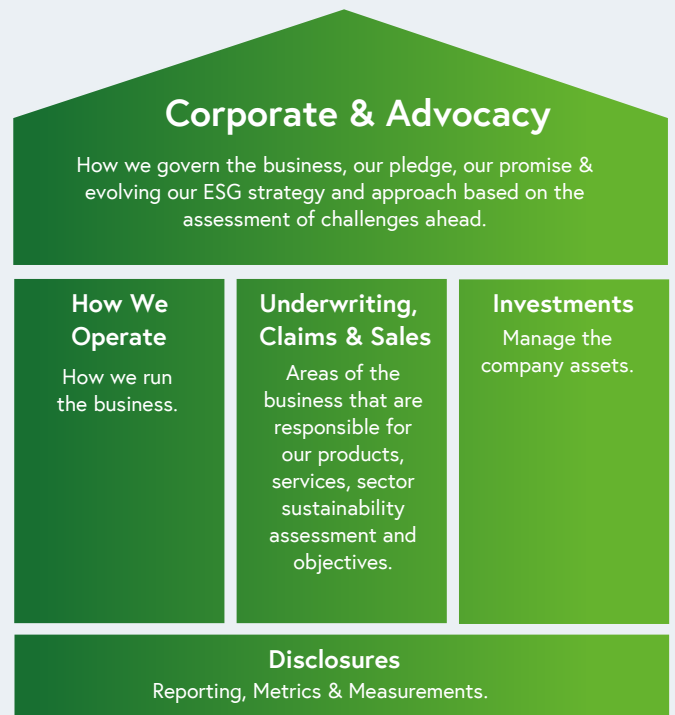 Corporate & Advocacy
How we govern the business, our pledge, our promise &
evolving our ESG strategy and approach based on the
assessment of challenges ahead.
How We
Operate
How we run
the business.
Underwriting,
Claims & Sales
Areas of the
business that are
responsible for
our products,
services, sector
sustainability
assessment and
objectives.
Investments
Manage the
company assets.
Disclosures
Reporting, Metrics & Measurements.